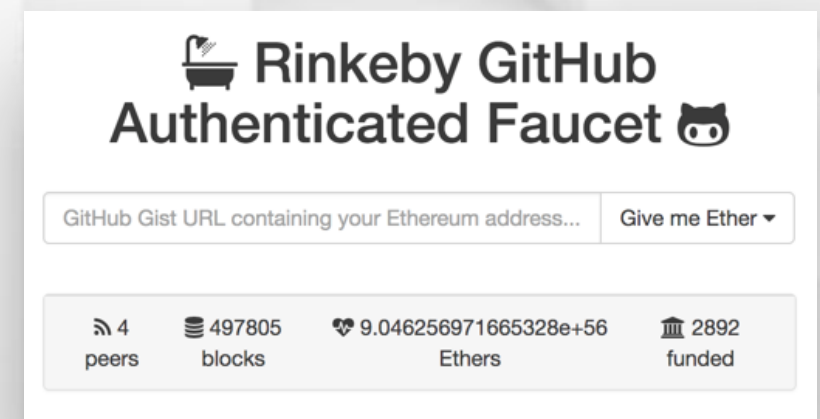 Rinkeby GitHub
Authenticated Faucet
GitHub Gist URL containing your Ethereum address... Give me Ether
4 497805 9.046256971665328e+56 2892
peers blocks Ethers funded